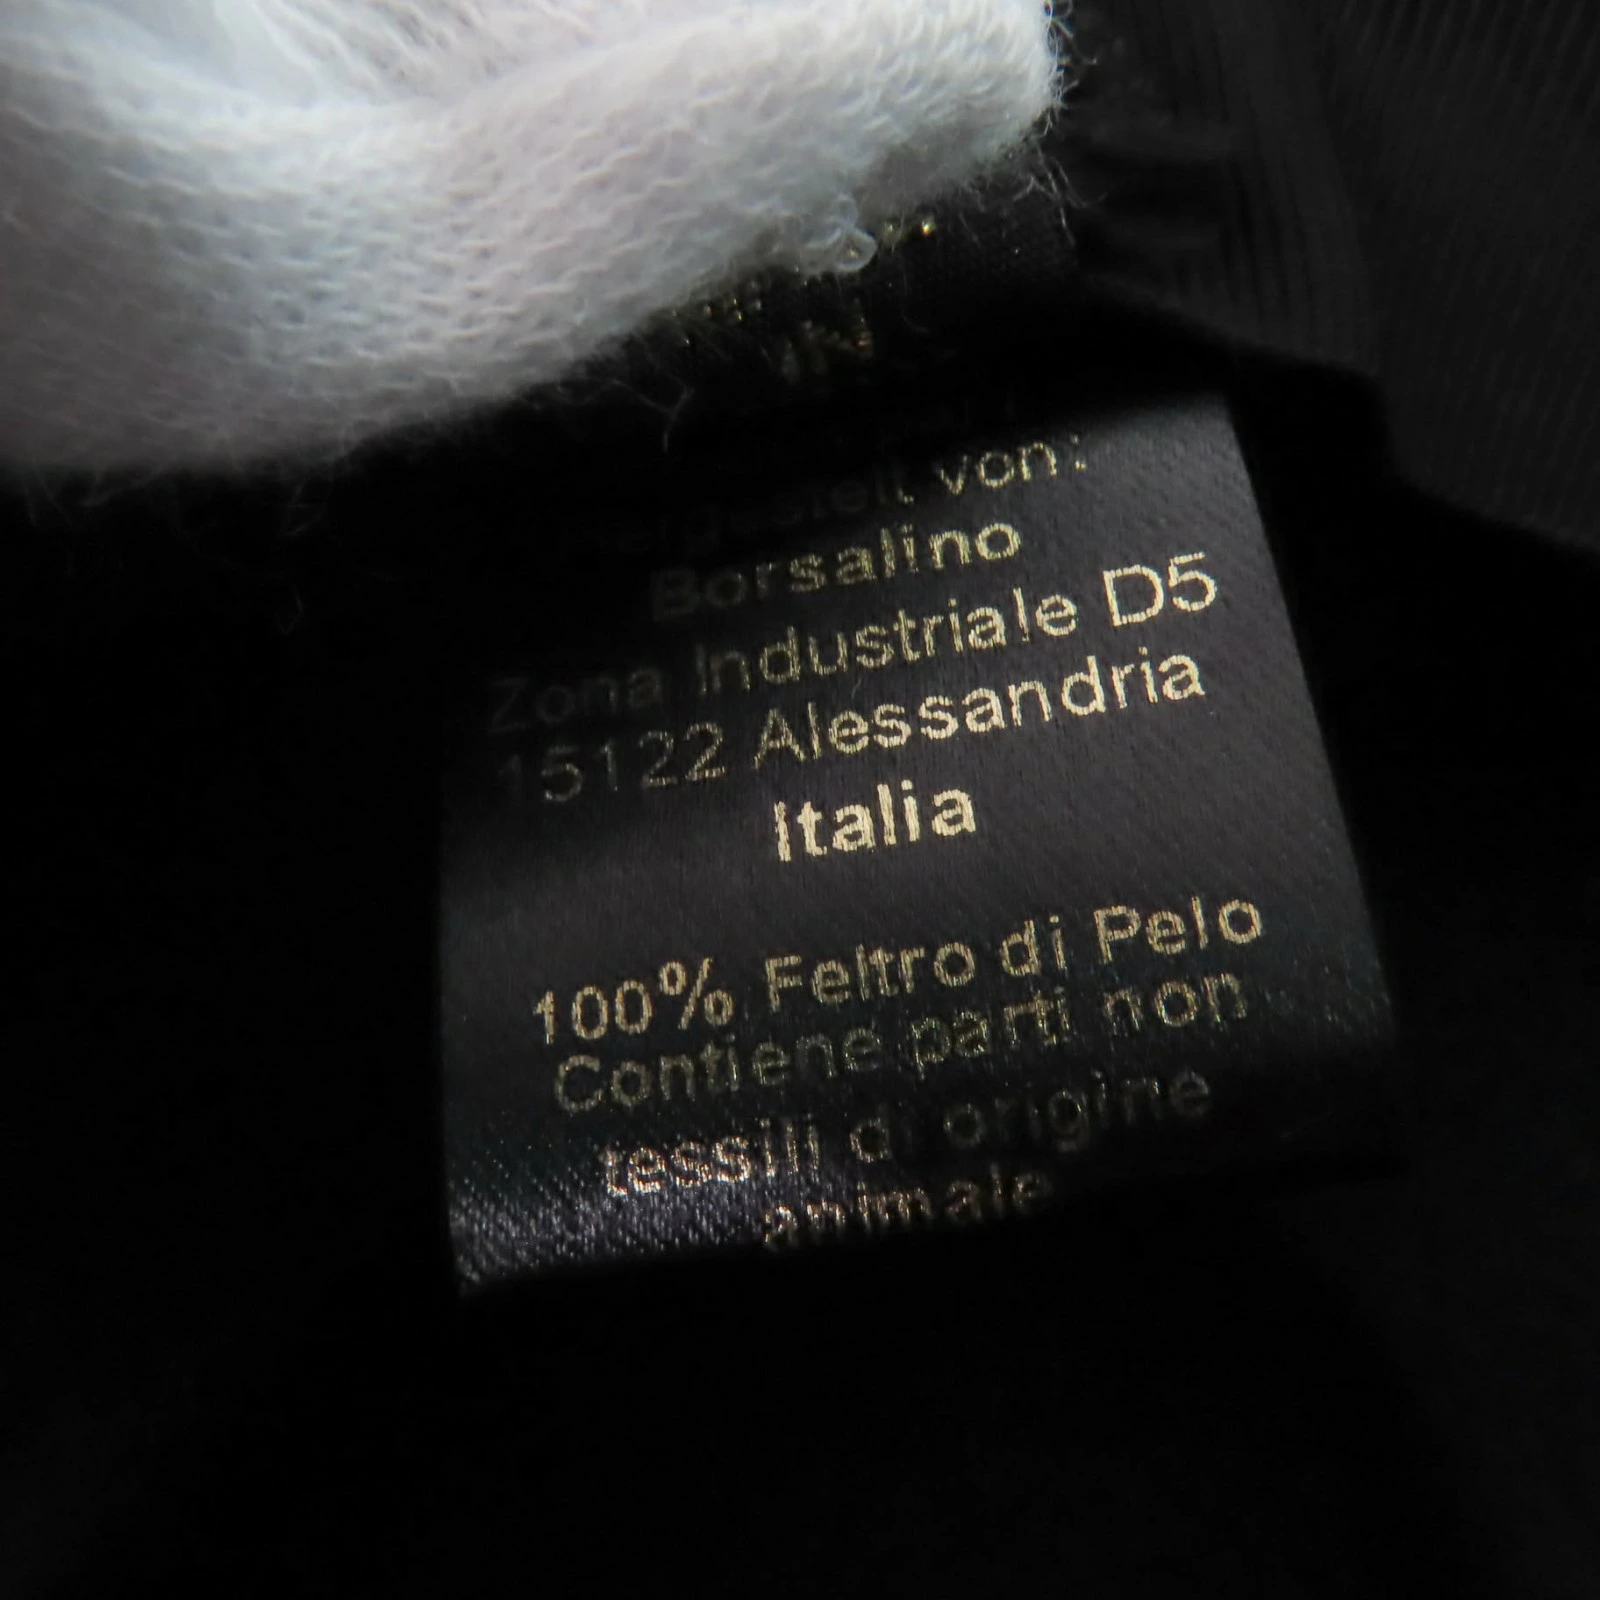 hergestellt von:
Borsalino
Zona Industriale D5
15122 Alessandria
Italia
100% Feltro di Pelo
Contiene parti non
tessili di origine
animale